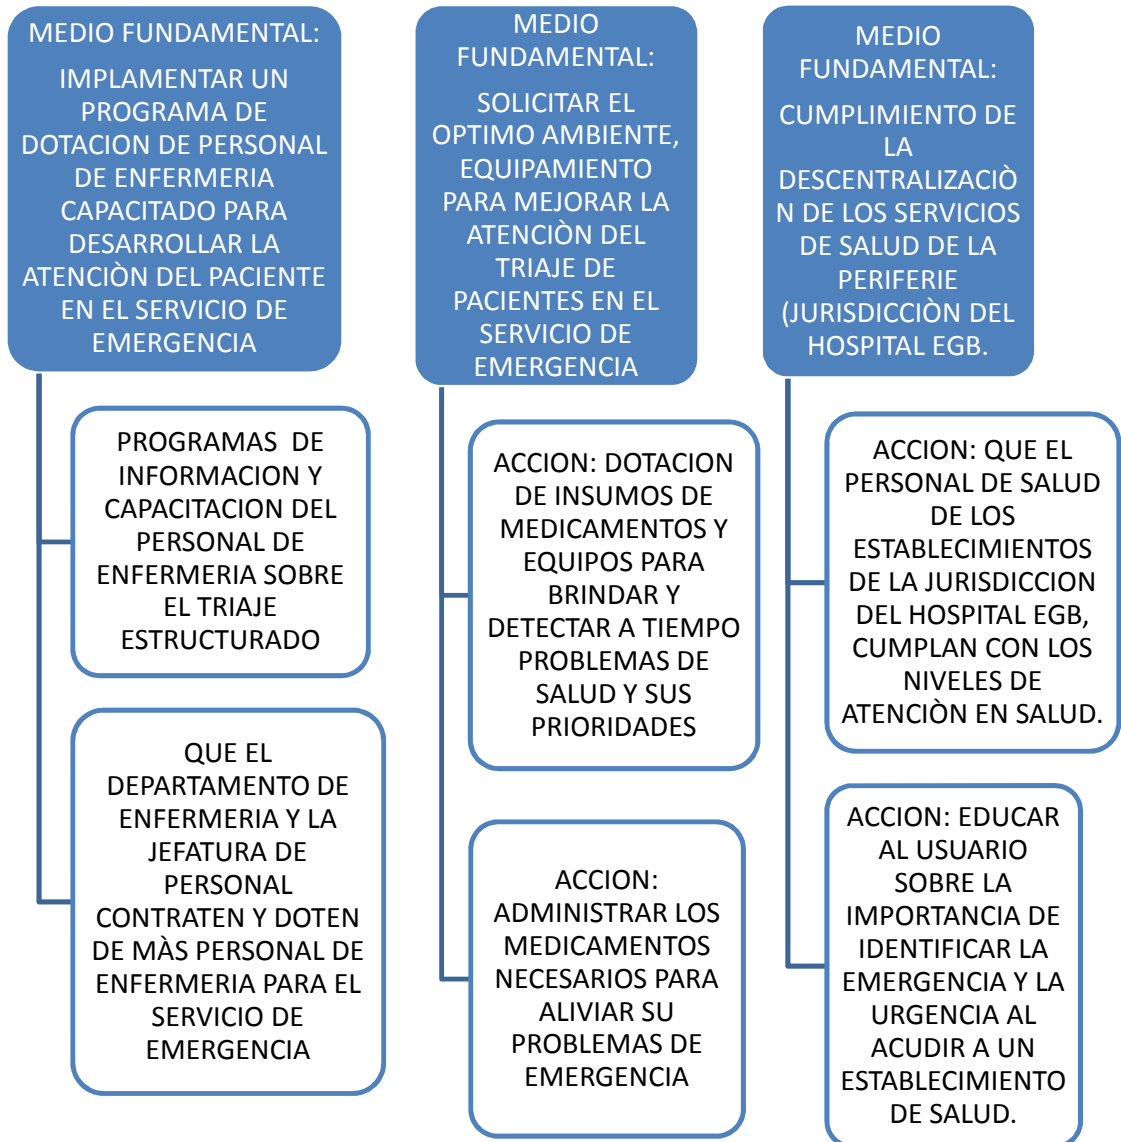 MEDIO FUNDAMENTAL:
IMPLAMENTAR UN
PROGRAMA DE
DOTACION DE PERSONAL
DE ENFERMERIA
CAPACITADO PARA
DESARROLLAR LA
ATENCIÒN DEL PACIENTE
EN EL SERVICIO DE
EMERGENCIA
PROGRAMAS  DE
INFORMACION Y
CAPACITACION DEL
PERSONAL DE
ENFERMERIA SOBRE
EL TRIAJE
ESTRUCTURADO
QUE EL
DEPARTAMENTO DE
ENFERMERIA Y LA
JEFATURA DE
PERSONAL
CONTRATEN Y DOTEN
DE MÀS PERSONAL DE
ENFERMERIA PARA EL
SERVICIO DE
EMERGENCIA
MEDIO
FUNDAMENTAL:
SOLICITAR EL
OPTIMO AMBIENTE,
EQUIPAMIENTO
PARA MEJORAR LA
ATENCIÒN DEL
TRIAJE DE
PACIENTES EN EL
SERVICIO DE
EMERGENCIA
ACCION: DOTACION
DE INSUMOS DE
MEDICAMENTOS Y
EQUIPOS PARA
BRINDAR Y
DETECTAR A TIEMPO
PROBLEMAS DE
SALUD Y SUS
PRIORIDADES
ACCION:
ADMINISTRAR LOS
MEDICAMENTOS
NECESARIOS PARA
ALIVIAR SU
PROBLEMAS DE
EMERGENCIA
MEDIO
FUNDAMENTAL:
CUMPLIMIENTO DE
LA
DESCENTRALIZACIÒ
N DE LOS SERVICIOS
DE SALUD DE LA
PERIFERIE
(JURISDICCIÒN DEL
HOSPITAL EGB.
ACCION: QUE EL
PERSONAL DE SALUD
DE LOS
ESTABLECIMIENTOS
DE LA JURISDICCION
DEL HOSPITAL EGB,
CUMPLAN CON LOS
NIVELES DE
ATENCIÒN EN SALUD.
ACCION: EDUCAR
AL USUARIO
SOBRE LA
IMPORTANCIA DE
IDENTIFICAR LA
EMERGENCIA Y LA
URGENCIA AL
ACUDIR A UN
ESTABLECIMIENTO
DE SALUD.